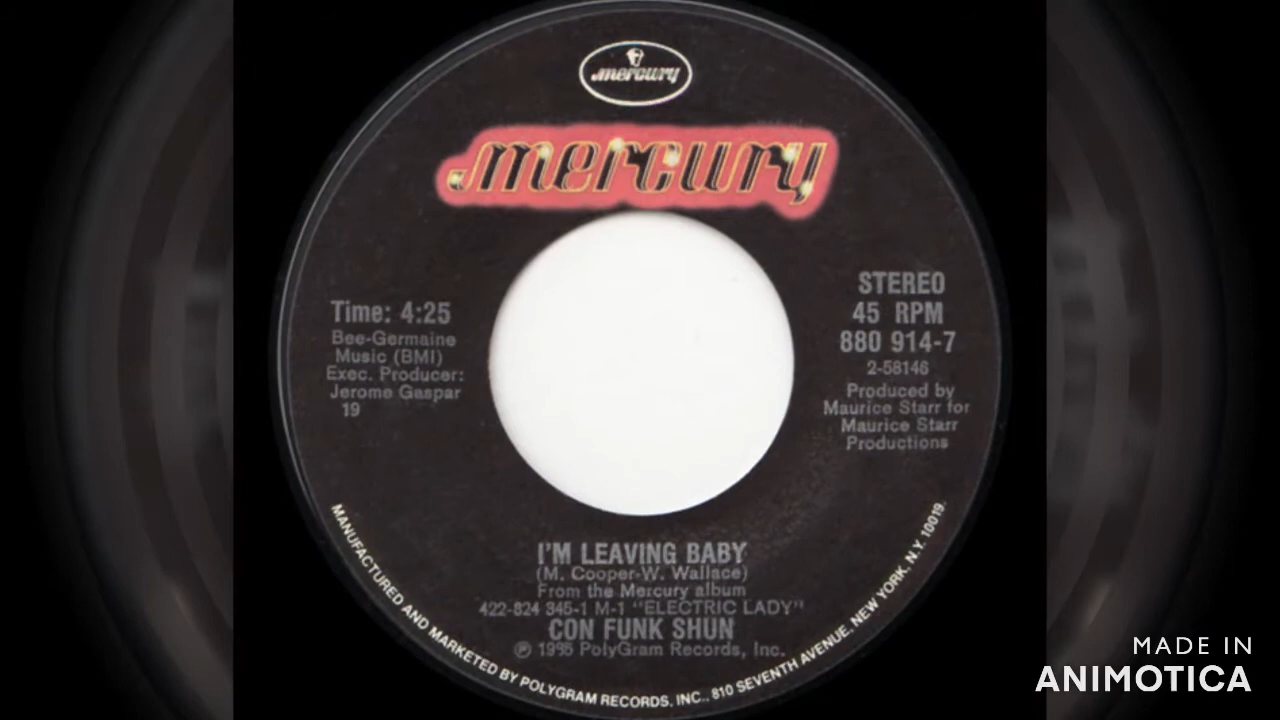 mercury
mercury
STEREO
45 RPM
880 914-7
2-58146
Produced by
Maurice Starr for
Maurice Starr
Productions
Time: 4:25
Bee-Germaine
Music (BMI)
Exec. Producer:
Jerome Gaspar
19
I'M LEAVING BABY
(M. Cooper-W. Wallace)
From the Mercury album
422-824 345-1 M-1 "ELECTRIC LADY"
CON FUNK SHUN
℗ 1985 PolyGram Records, Inc.
MANUFACTURED AND MARKETED BY POLYGRAM RECORDS, INC., 810 SEVENTH AVENUE, NEW YORK, N.Y. 10019.
MADE IN
ANIMOTICA